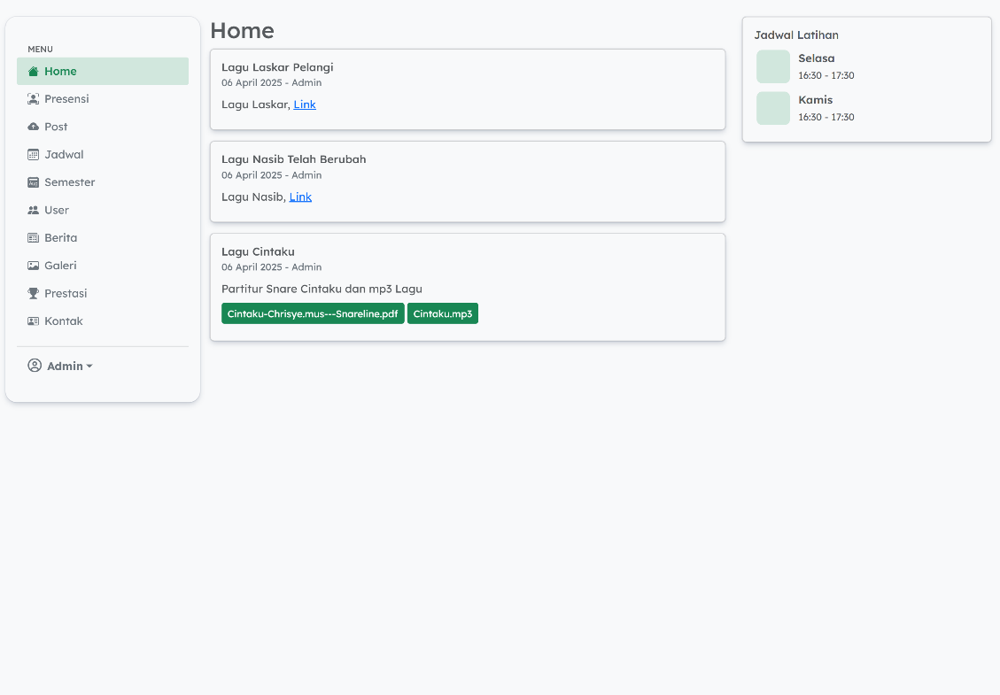 MENU
Home
Presensi
Post
Jadwal
Aug
Semester
User
Berita
Galeri
Prestasi
Kontak
Admin
Home
Lagu Laskar Pelangi
06 April 2025 - Admin
Lagu Laskar, Link
Lagu Nasib Telah Berubah
06 April 2025 - Admin
Lagu Nasib, Link
Lagu Cintaku
06 April 2025 - Admin
Partitur Snare Cintaku dan mp3 Lagu
Cintaku-Chrisye.mus---Snareline.pdf Cintaku.mp3
Jadwal Latihan
Selasa
16:30 - 17:30
Kamis
16:30 - 17:30